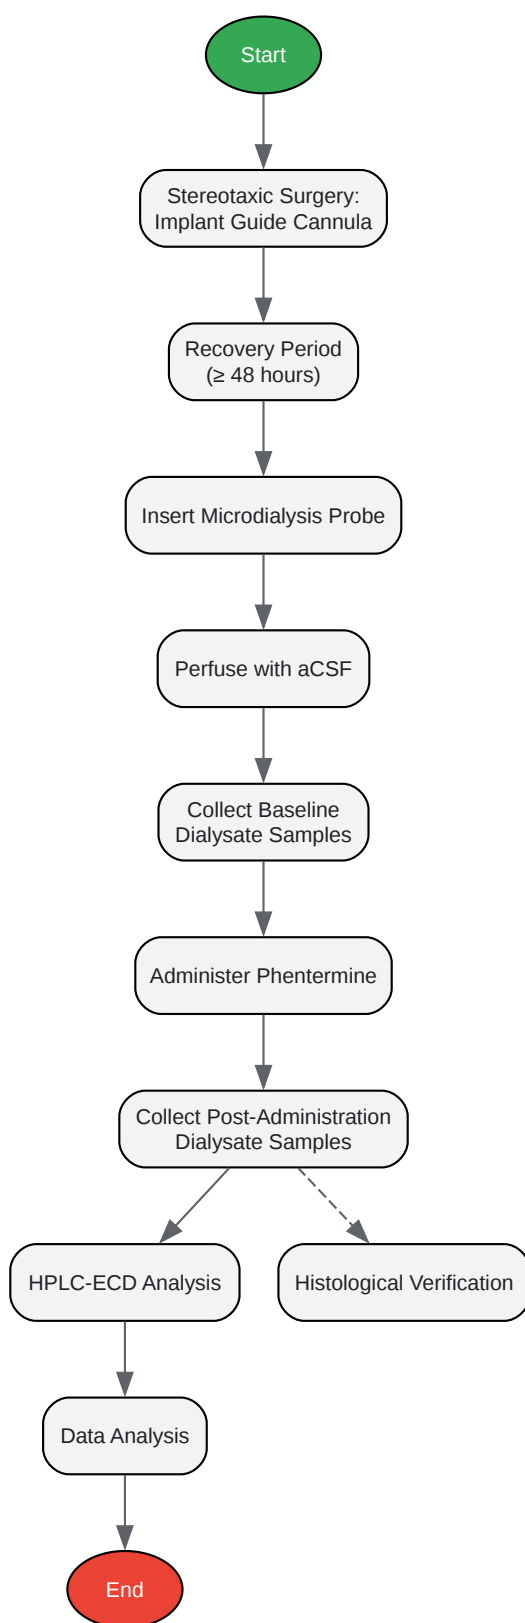 Start
Stereotaxic Surgery:
Implant Guide Cannula
Recovery Period
(≥ 48 hours)
Insert Microdialysis Probe
Perfuse with aCSF
Collect Baseline
Dialysate Samples
Administer Phentermine
Collect Post-Administration
Dialysate Samples
HPLC-ECD Analysis
Histological Verification
Data Analysis
End